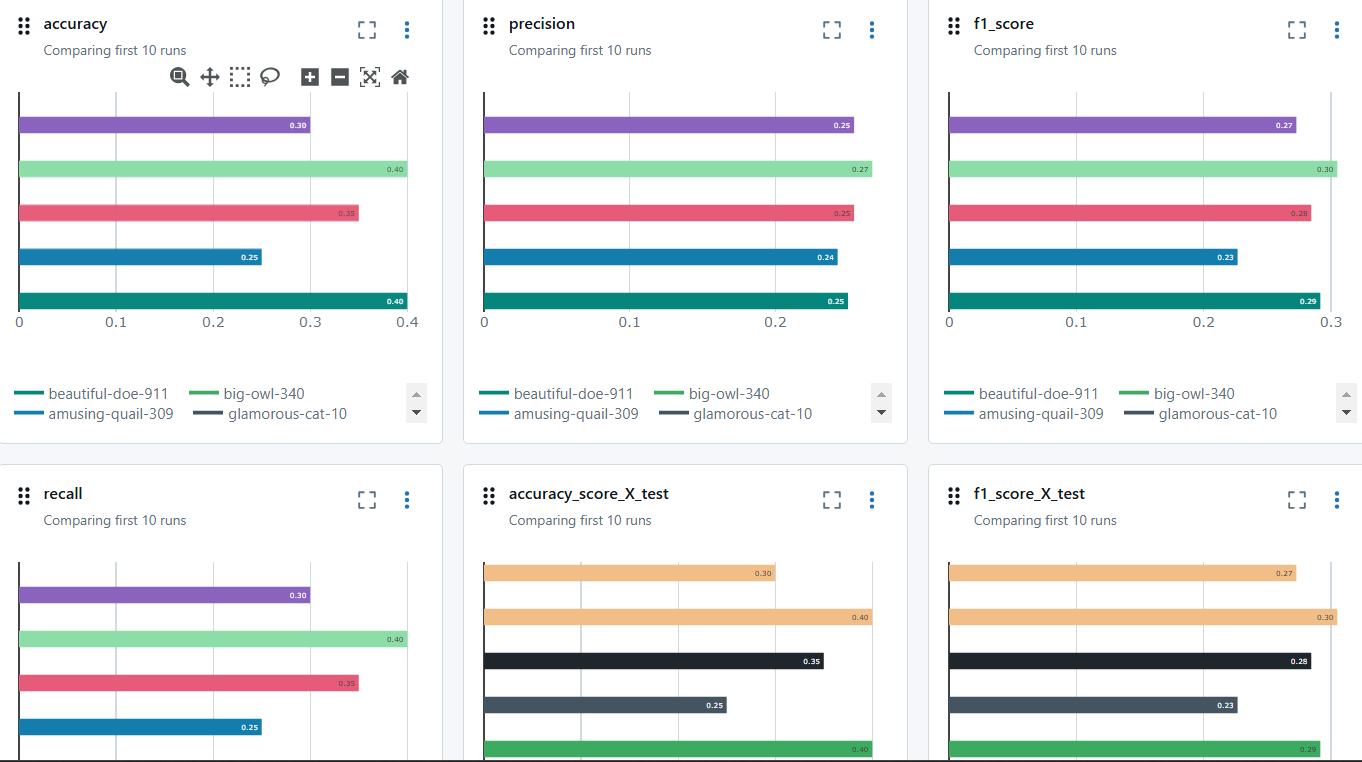 accuracy
Comparing first 10 runs
0.30
0.40
0.35
0.25
0.40
0 0.1 0.2 0.3 0.4
beautiful-doe-911 big-owl-340
amusing-quail-309 glamorous-cat-10
precision
Comparing first 10 runs
0.25
0.27
0.25
0.24
0.25
0 0.1 0.2
beautiful-doe-911 big-owl-340
amusing-quail-309 glamorous-cat-10
f1_score
Comparing first 10 runs
0.27
0.30
0.28
0.23
0.29
0 0.1 0.2 0.3
beautiful-doe-911 big-owl-340
amusing-quail-309 glamorous-cat-10
recall
Comparing first 10 runs
0.30
0.40
0.35
0.25
accuracy_score_X_test
Comparing first 10 runs
0.30
0.40
0.35
0.25
0.40
f1_score_X_test
Comparing first 10 runs
0.27
0.30
0.28
0.23
0.29